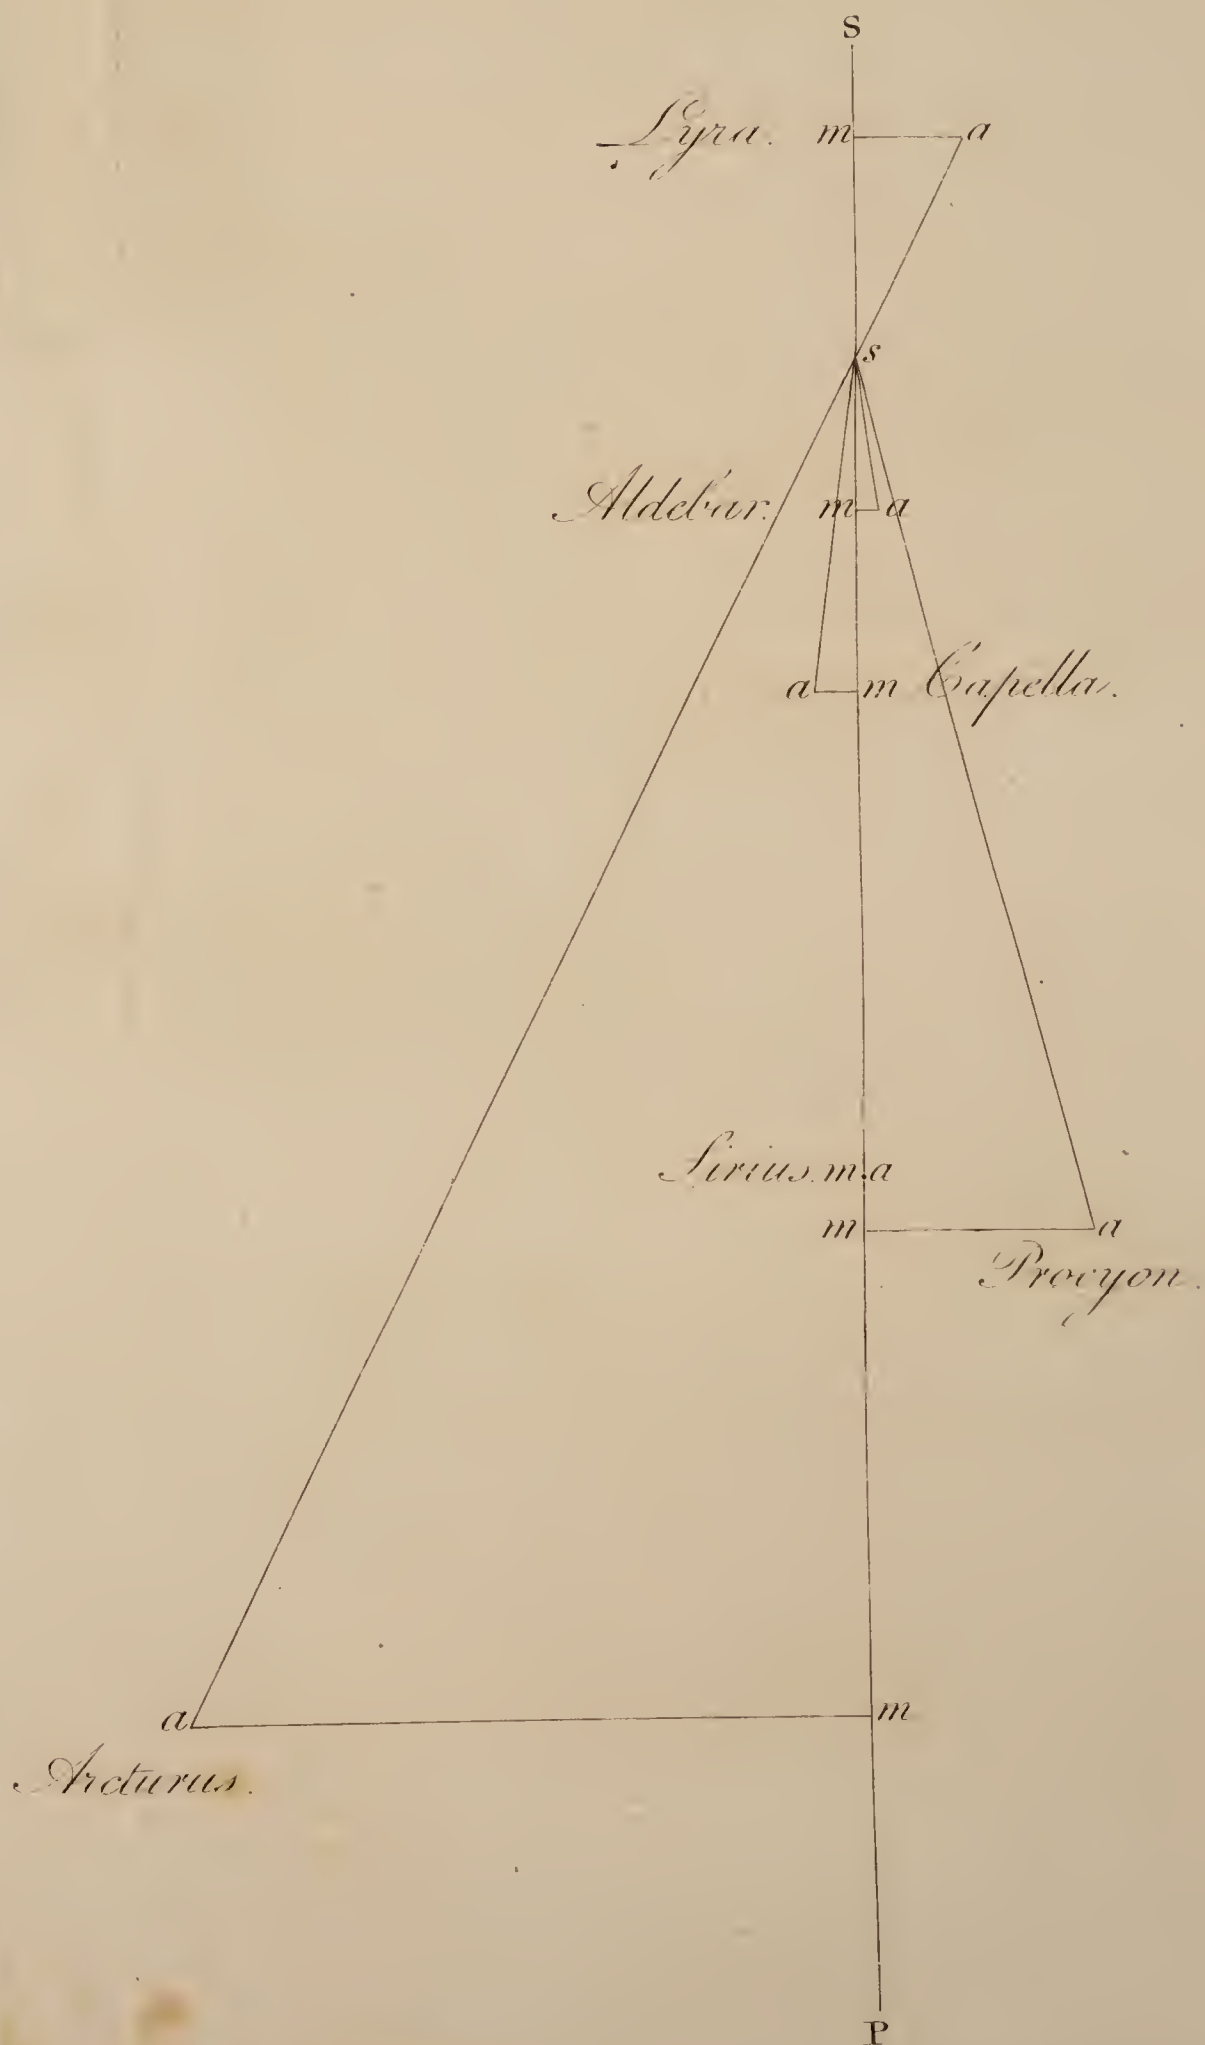 S
Lyra. m a
s
Aldebar. m a
a m Capella.
Sirius. m. a
m a
Procyon.
a m
Arcturus.
P